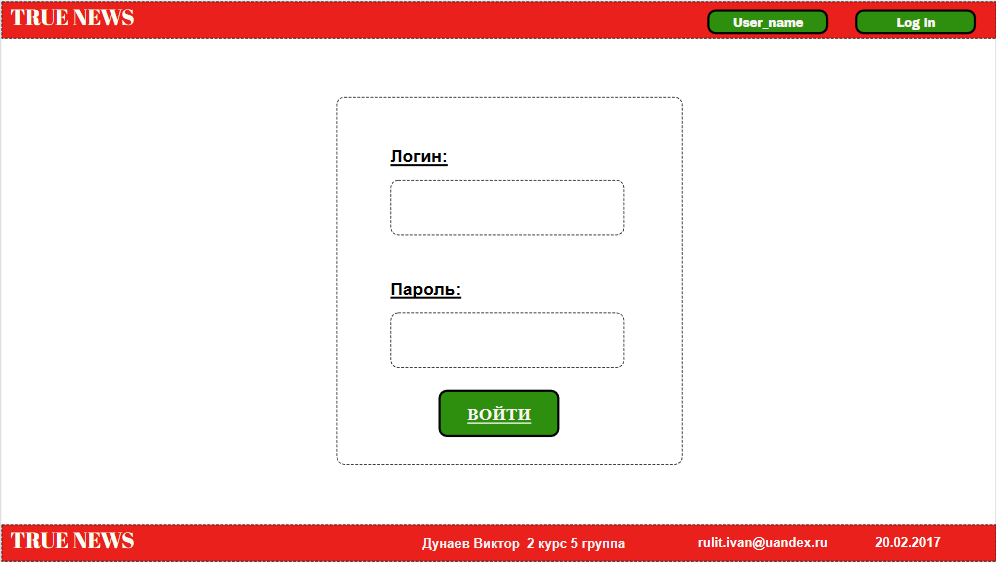 TRUE NEWS
User_name
Log In
Логин:
Пароль:
ВОЙТИ
TRUE NEWS
Дунаев Виктор 2 курс 5 группа
rulit.ivan@uandex.ru
20.02.2017